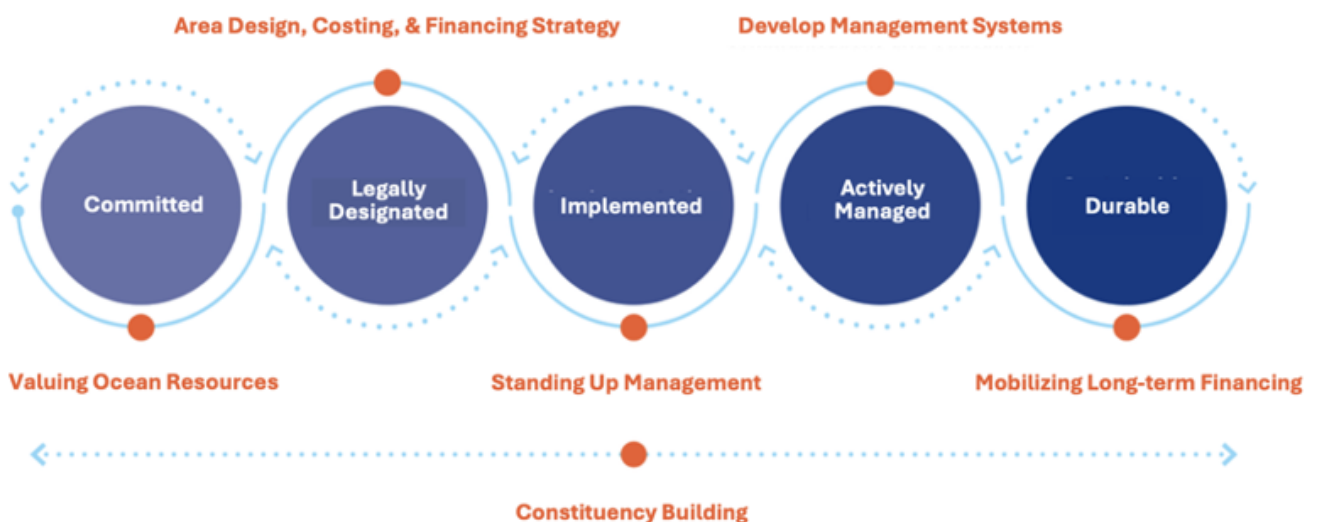 Area Design, Costing, & Financing Strategy
Develop Management Systems
Committed
Legally
Designated
Implemented
Actively
Managed
Durable
Valuing Ocean Resources
Standing Up Management
Mobilizing Long-term Financing
Constituency Building